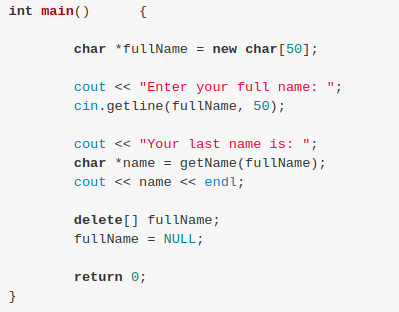 int main()      {
char *fullName = new char[50];
cout << "Enter your full name: ";
cin.getline(fullName, 50);
cout << "Your last name is: ";
char *name = getName(fullName);
cout << name << endl;
delete[] fullName;
fullName = NULL;
return 0;
}